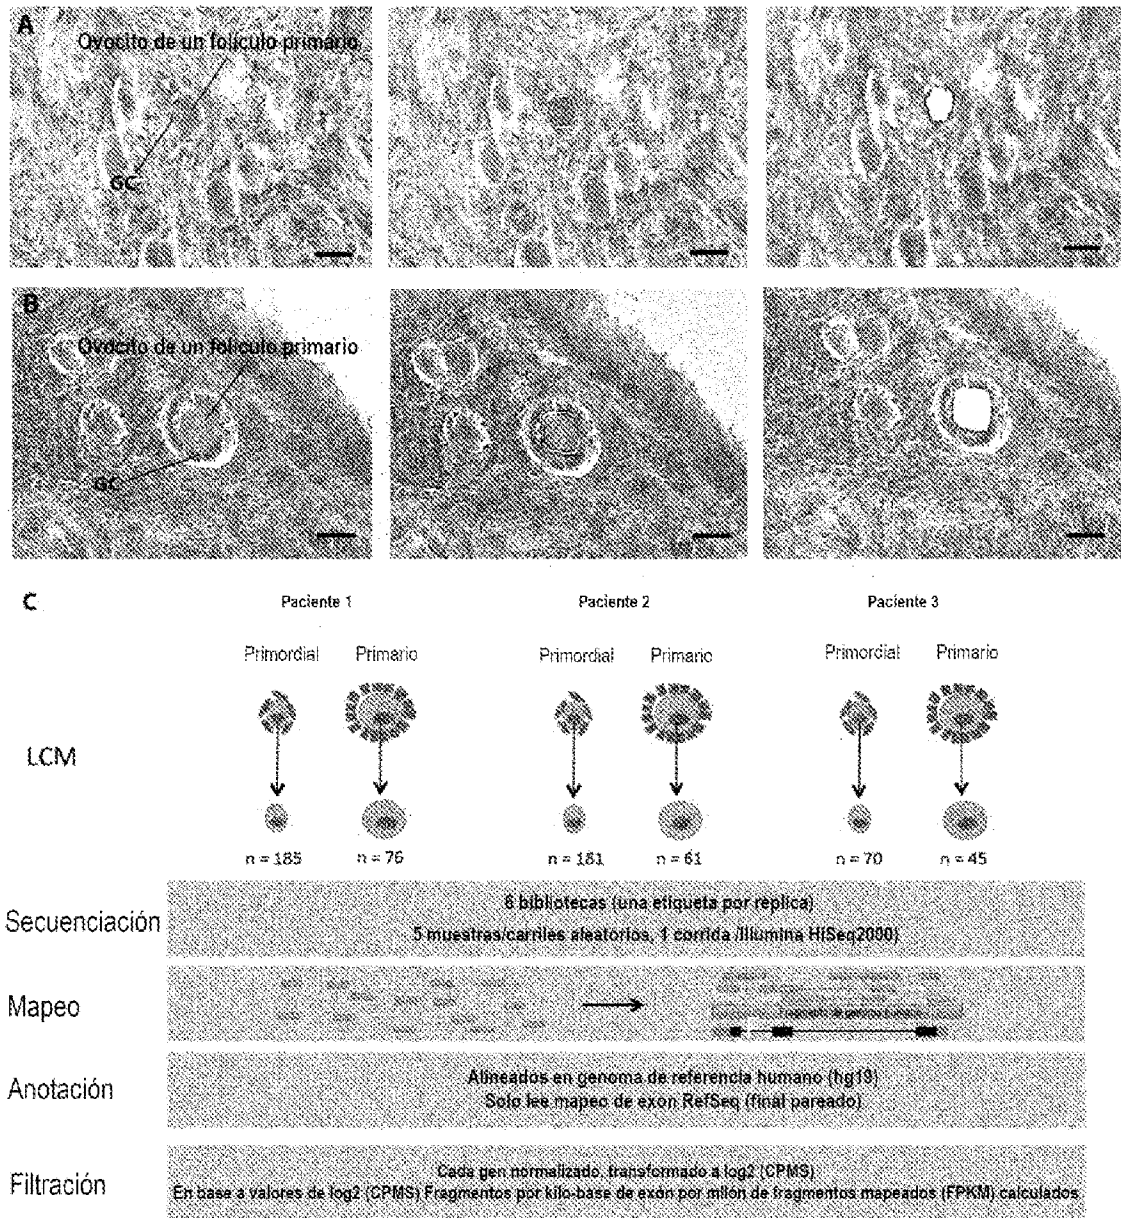 A
Ovocito de un folículo primário
GC
B
Ovocito de un folículo primario
GC
C
Paciente 1 Paciente 2 Paciente 3
Primordial Primario Primordial Primario Primordial Primario
LCM
n = 185 n = 76 n = 181 n = 61 n = 70 n = 45
Secuenciación
6 bibliotecas (una etiqueta por replica)
5 muestras/carriles aleatorios, 1 corrida /Illumina HiSeq2000)
Mapeo
Anotación
Alineados en genoma de referencia humano (hg19)
Solo lee mapeo de exon RefSeq (final pareado)
Filtración
Cada gen normalizado, transformado a log2 (CPMS)
En base a valores de log2 (CPMS) Fragmentos por kilo-base de exón por milón de fragmentos mapeados (FPKM) calculados